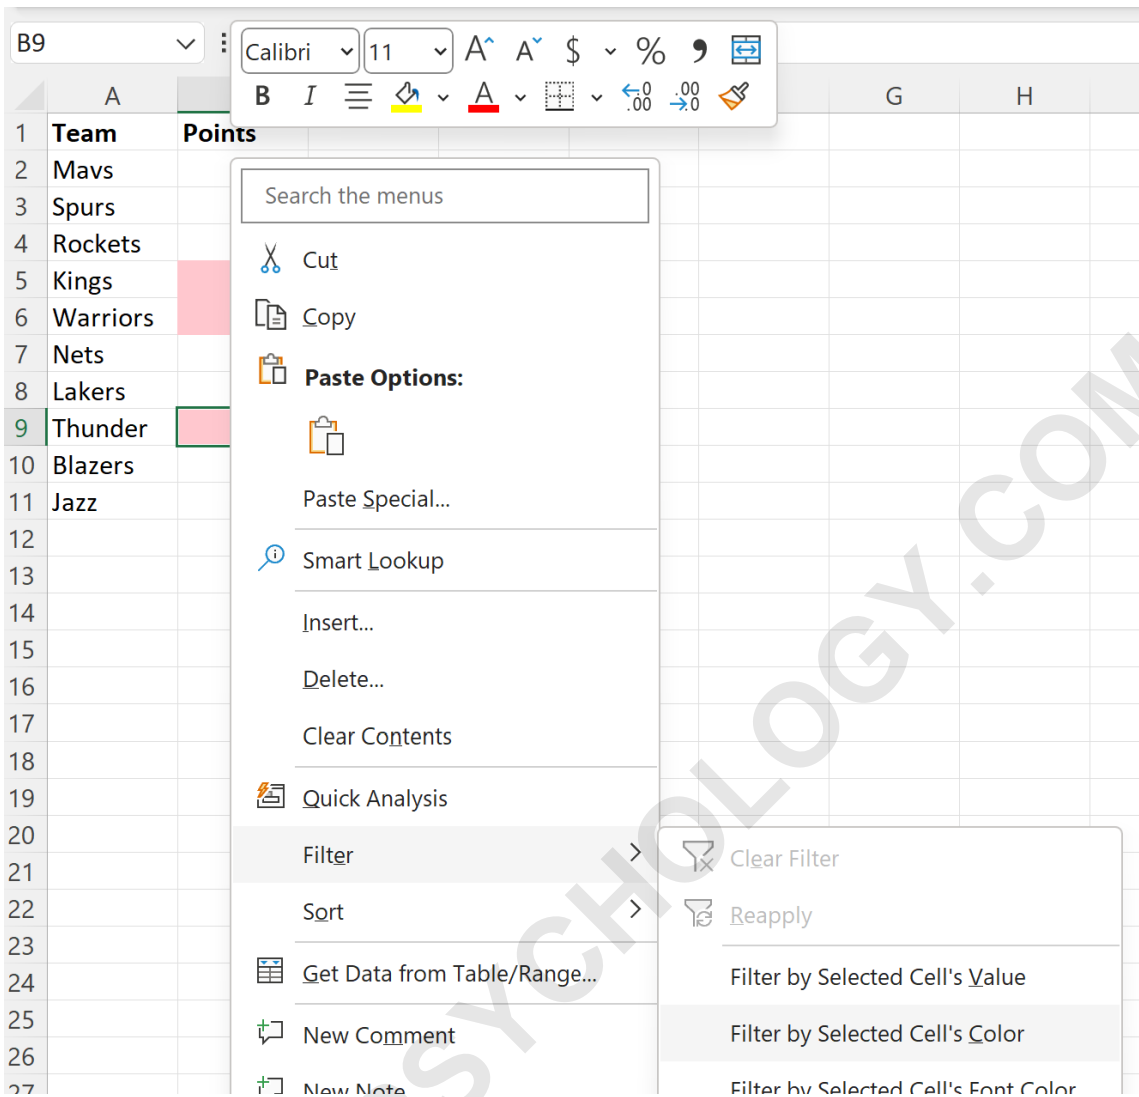 B9
Calibri 11 A A $ % ,
B I A .00 .00
A G H
1 Team Points
2 Mavs
3 Spurs
4 Rockets
5 Kings
6 Warriors
7 Nets
8 Lakers
9 Thunder
10 Blazers
11 Jazz
12
13
14
15
16
17
18
19
20
21
22
23
24
25
26
27
Search the menus
Cut
Copy
Paste Options:
Paste Special...
Smart Lookup
Insert...
Delete...
Clear Contents
Quick Analysis
Filter
Sort
Get Data from Table/Range...
New Comment
New Note
Clear Filter
Reapply
Filter by Selected Cell's Value
Filter by Selected Cell's Color
Filter by Selected Cell's Font Color
SYCHOLOGY.COM